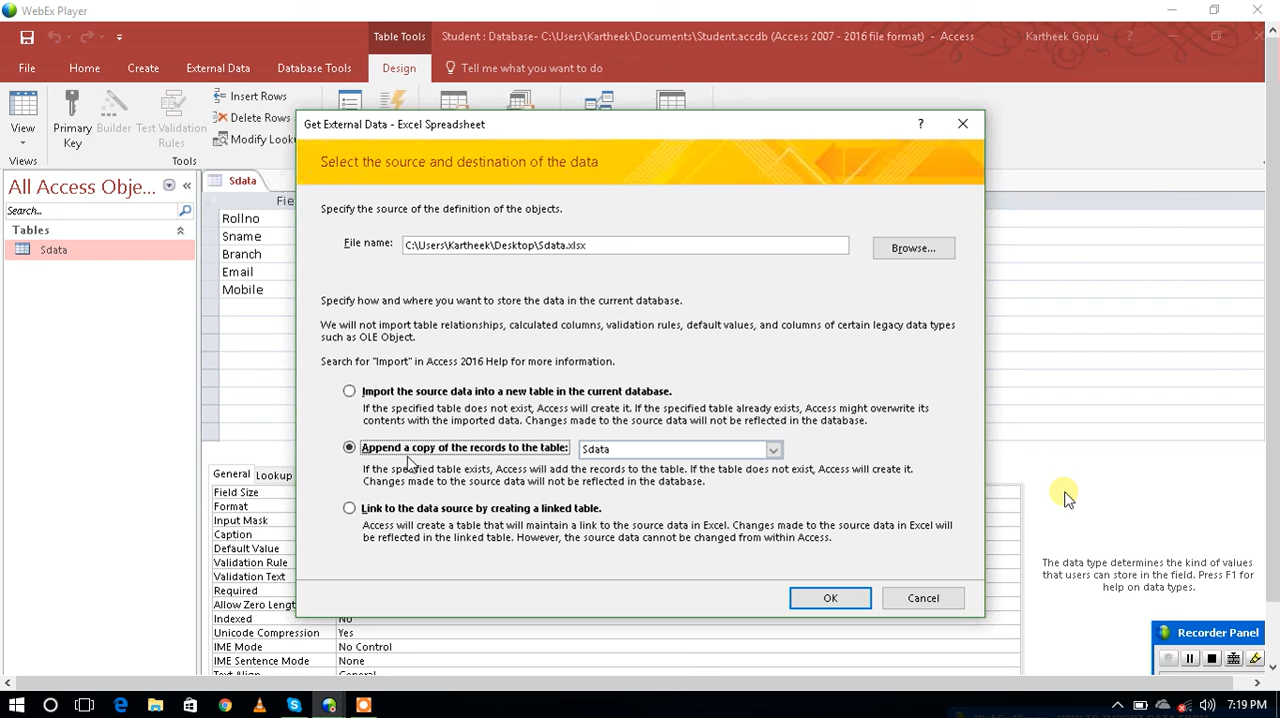 WebEx Player
Table Tools
Student : Database- C:\Users\Kartheek\Documents\Student.accdb (Access 2007 - 2016 file format) - Access
Kartheek Gopu
?
File
Home
Create
External Data
Database Tools
Design
Tell me what you want to do
View
Primary
Key
Builder
Test Validation
Rules
Insert Rows
Delete Rows
Modify Look
Views
Tools
Get External Data - Excel Spreadsheet
?
Select the source and destination of the data
All Access Obje...
Search...
Tables
Sdata
Sdata
Fie
Rollno
Sname
Branch
Email
Mobile
Specify the source of the definition of the objects.
File name:
C:\Users\Kartheek\Desktop\Sdata.xlsx
Browse...
Specify how and where you want to store the data in the current database.
We will not import table relationships, calculated columns, validation rules, default values, and columns of certain legacy data types
such as OLE Object.
Search for "Import" in Access 2016 Help for more information.
Import the source data into a new table in the current database.
If the specified table does not exist, Access will create it. If the specified table already exists, Access might overwrite its
contents with the imported data. Changes made to the source data will not be reflected in the database.
Append a copy of the records to the table:
Sdata
If the specified table exists, Access will add the records to the table. If the table does not exist, Access will create it.
Changes made to the source data will not be reflected in the database.
Link to the data source by creating a linked table.
Access will create a table that will maintain a link to the source data in Excel. Changes made to the source data in Excel will
be reflected in the linked table. However, the source data cannot be changed from within Access.
OK
Cancel
General
Lookup
Field Size
Format
Input Mask
Caption
Default Value
Validation Rule
Validation Text
Required
Allow Zero Lengt
Indexed
No
Unicode Compression
Yes
IME Mode
No Control
IME Sentence Mode
None
The data type determines the kind of values
that users can store in the field. Press F1 for
help on data types.
Recorder Panel
7:19 PM